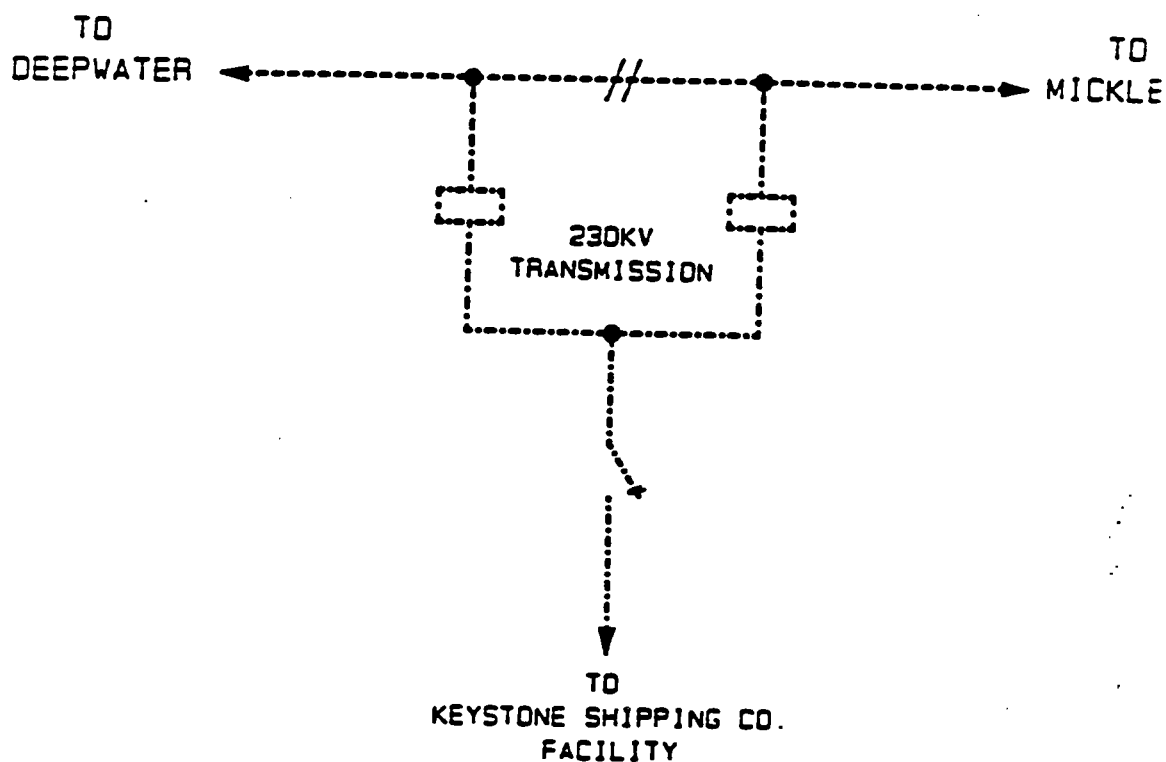 TO
DEEPWATER
TO
MICKLE
230KV
TRANSMISSION
TO
KEYSTONE SHIPPING CO.
FACILITY